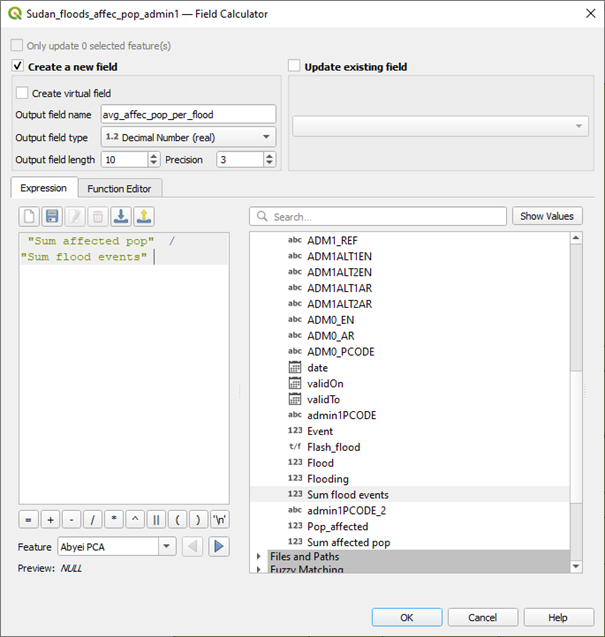 Sudan_floods_affec_pop_admin1 — Field Calculator
Only update 0 selected feature(s)
Create a new field
Update existing field
Create virtual field
Output field name avg_affec_pop_per_flood
Output field type 1.2 Decimal Number (real)
Output field length 10 Precision 3
Expression Function Editor
Search... Show Values
"Sum affected pop" /
"Sum flood events"
abc ADM1_REF
abc ADM1ALT1EN
abc ADM1ALT2EN
abc ADM1ALT1AR
abc ADM1ALT2AR
abc ADM0_EN
abc ADM0_AR
abc ADM0_PCODE
date
validOn
validTo
abc admin1PCODE
123 Event
t/f Flash_flood
123 Flood
123 Flooding
123 Sum flood events
abc admin1PCODE_2
123 Pop_affected
123 Sum affected pop
Files and Paths
Fuzzy Matching
= + - / * ^ || ( ) '\n'
Feature Abyei PCA
Preview: NULL
OK Cancel Help